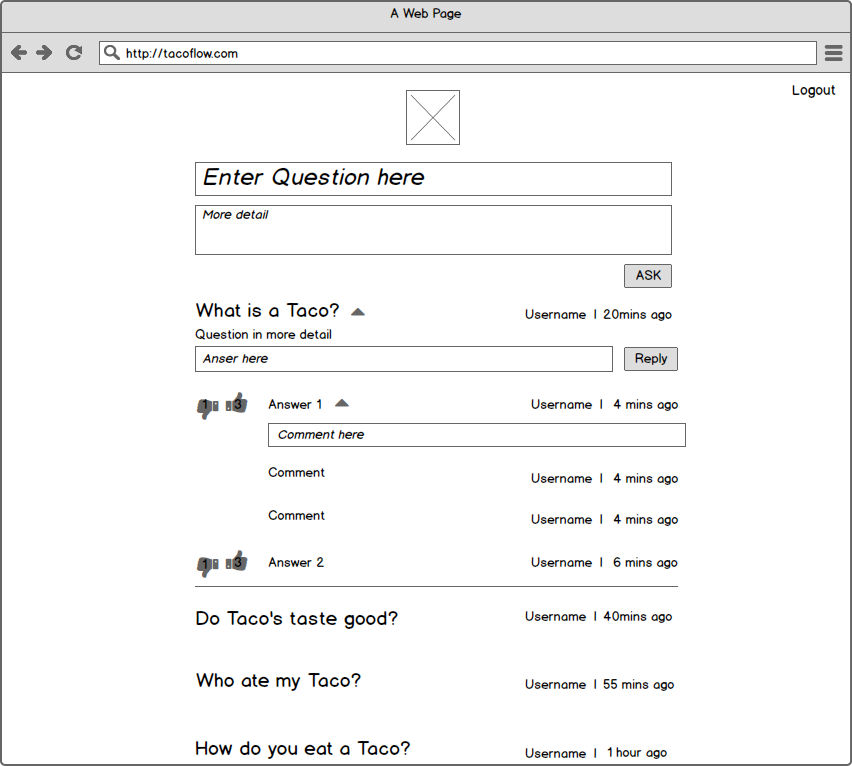 A Web Page
http://tacoflow.com
Logout
Enter Question here
More detail
ASK
What is a Taco? Username | 20mins ago
Question in more detail
Anser here Reply
1 3 Answer 1 Username | 4 mins ago
Comment here
Comment Username | 4 mins ago
Comment Username | 4 mins ago
1 3 Answer 2 Username | 6 mins ago
Do Taco's taste good? Username | 40mins ago
Who ate my Taco? Username | 55 mins ago
How do you eat a Taco? Username | 1 hour ago